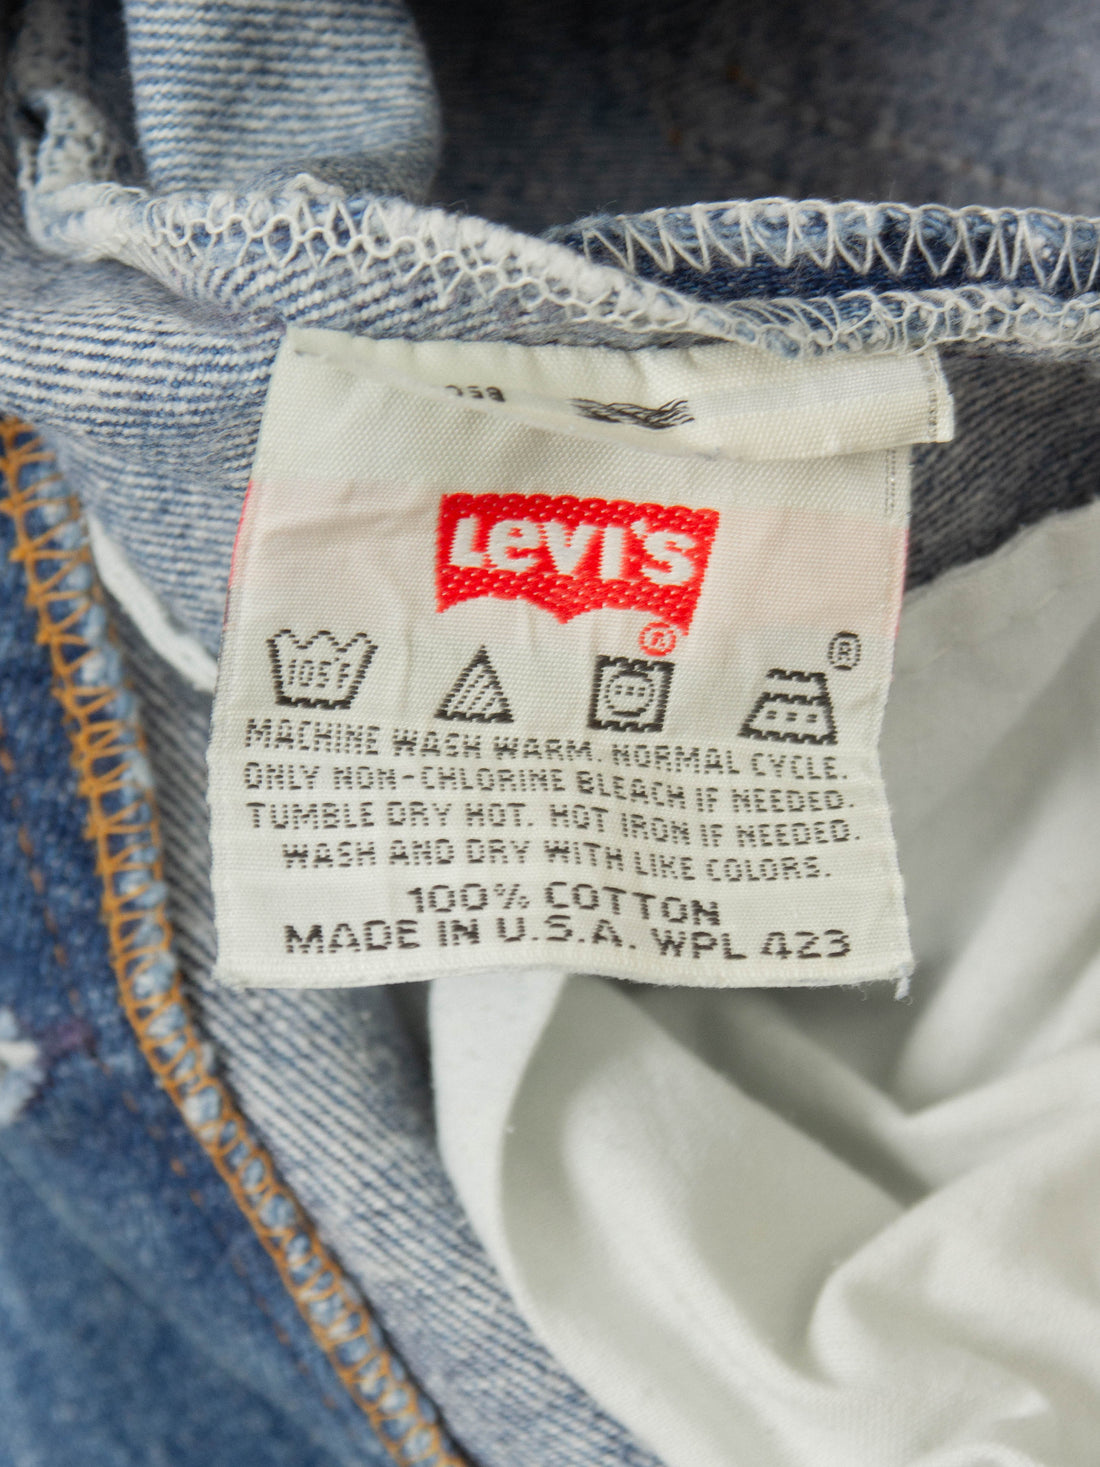 LEVI'S
®
®
105°F
MACHINE WASH WARM. NORMAL CYCLE.
ONLY NON-CHLORINE BLEACH IF NEEDED.
TUMBLE DRY HOT. HOT IRON IF NEEDED.
WASH AND DRY WITH LIKE COLORS.
100% COTTON
MADE IN U.S.A. WPL 423